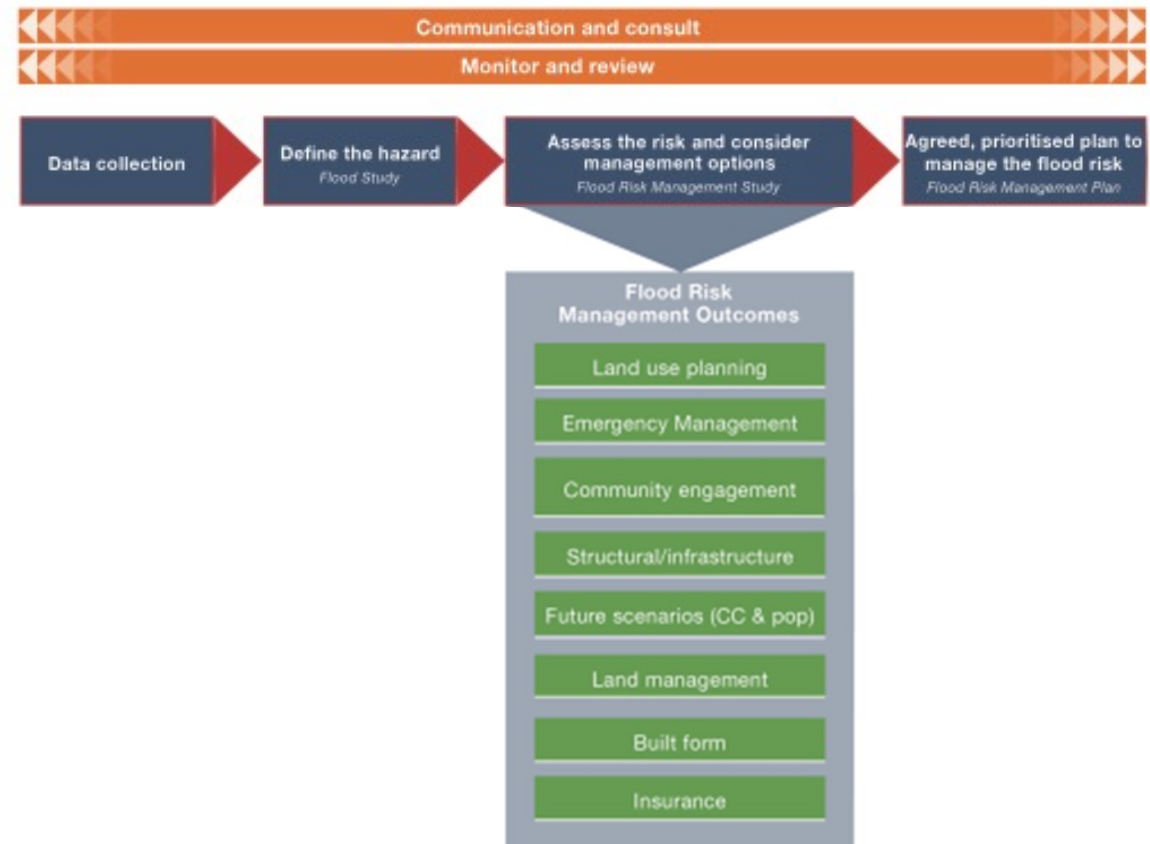 Communication and consult
Monitor and review
Data collection
Define the hazard
Flood Study
Assess the risk and consider
management options
Flood Risk Management Study
Agreed, prioritised plan to
manage the flood risk
Flood Risk Management Plan
Flood Risk
Management Outcomes
Land use planning
Emergency Management
Community engagement
Structural/infrastructure
Future scenarios (CC & pop)
Land management
Built form
Insurance